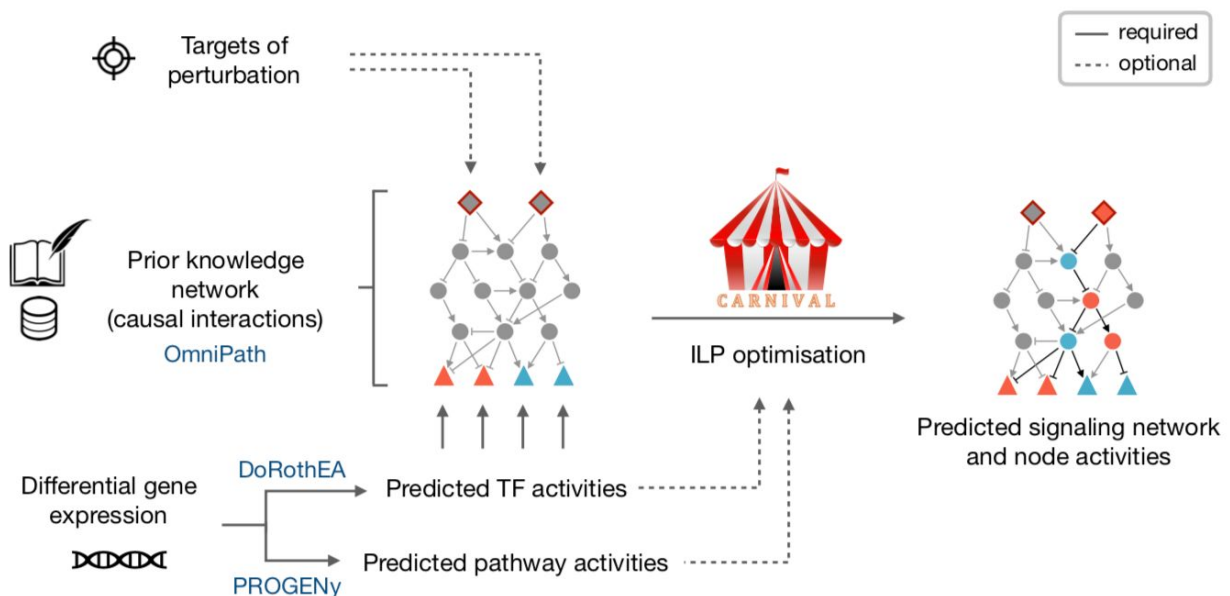 Targets of
perturbation
required
optional
Prior knowledge
network
(causal interactions)
OmniPath
CARNIVAL
ILP optimisation
Predicted signaling network
and node activities
Differential gene
expression
DoRothEA
Predicted TF activities
Predicted pathway activities
PROGENy